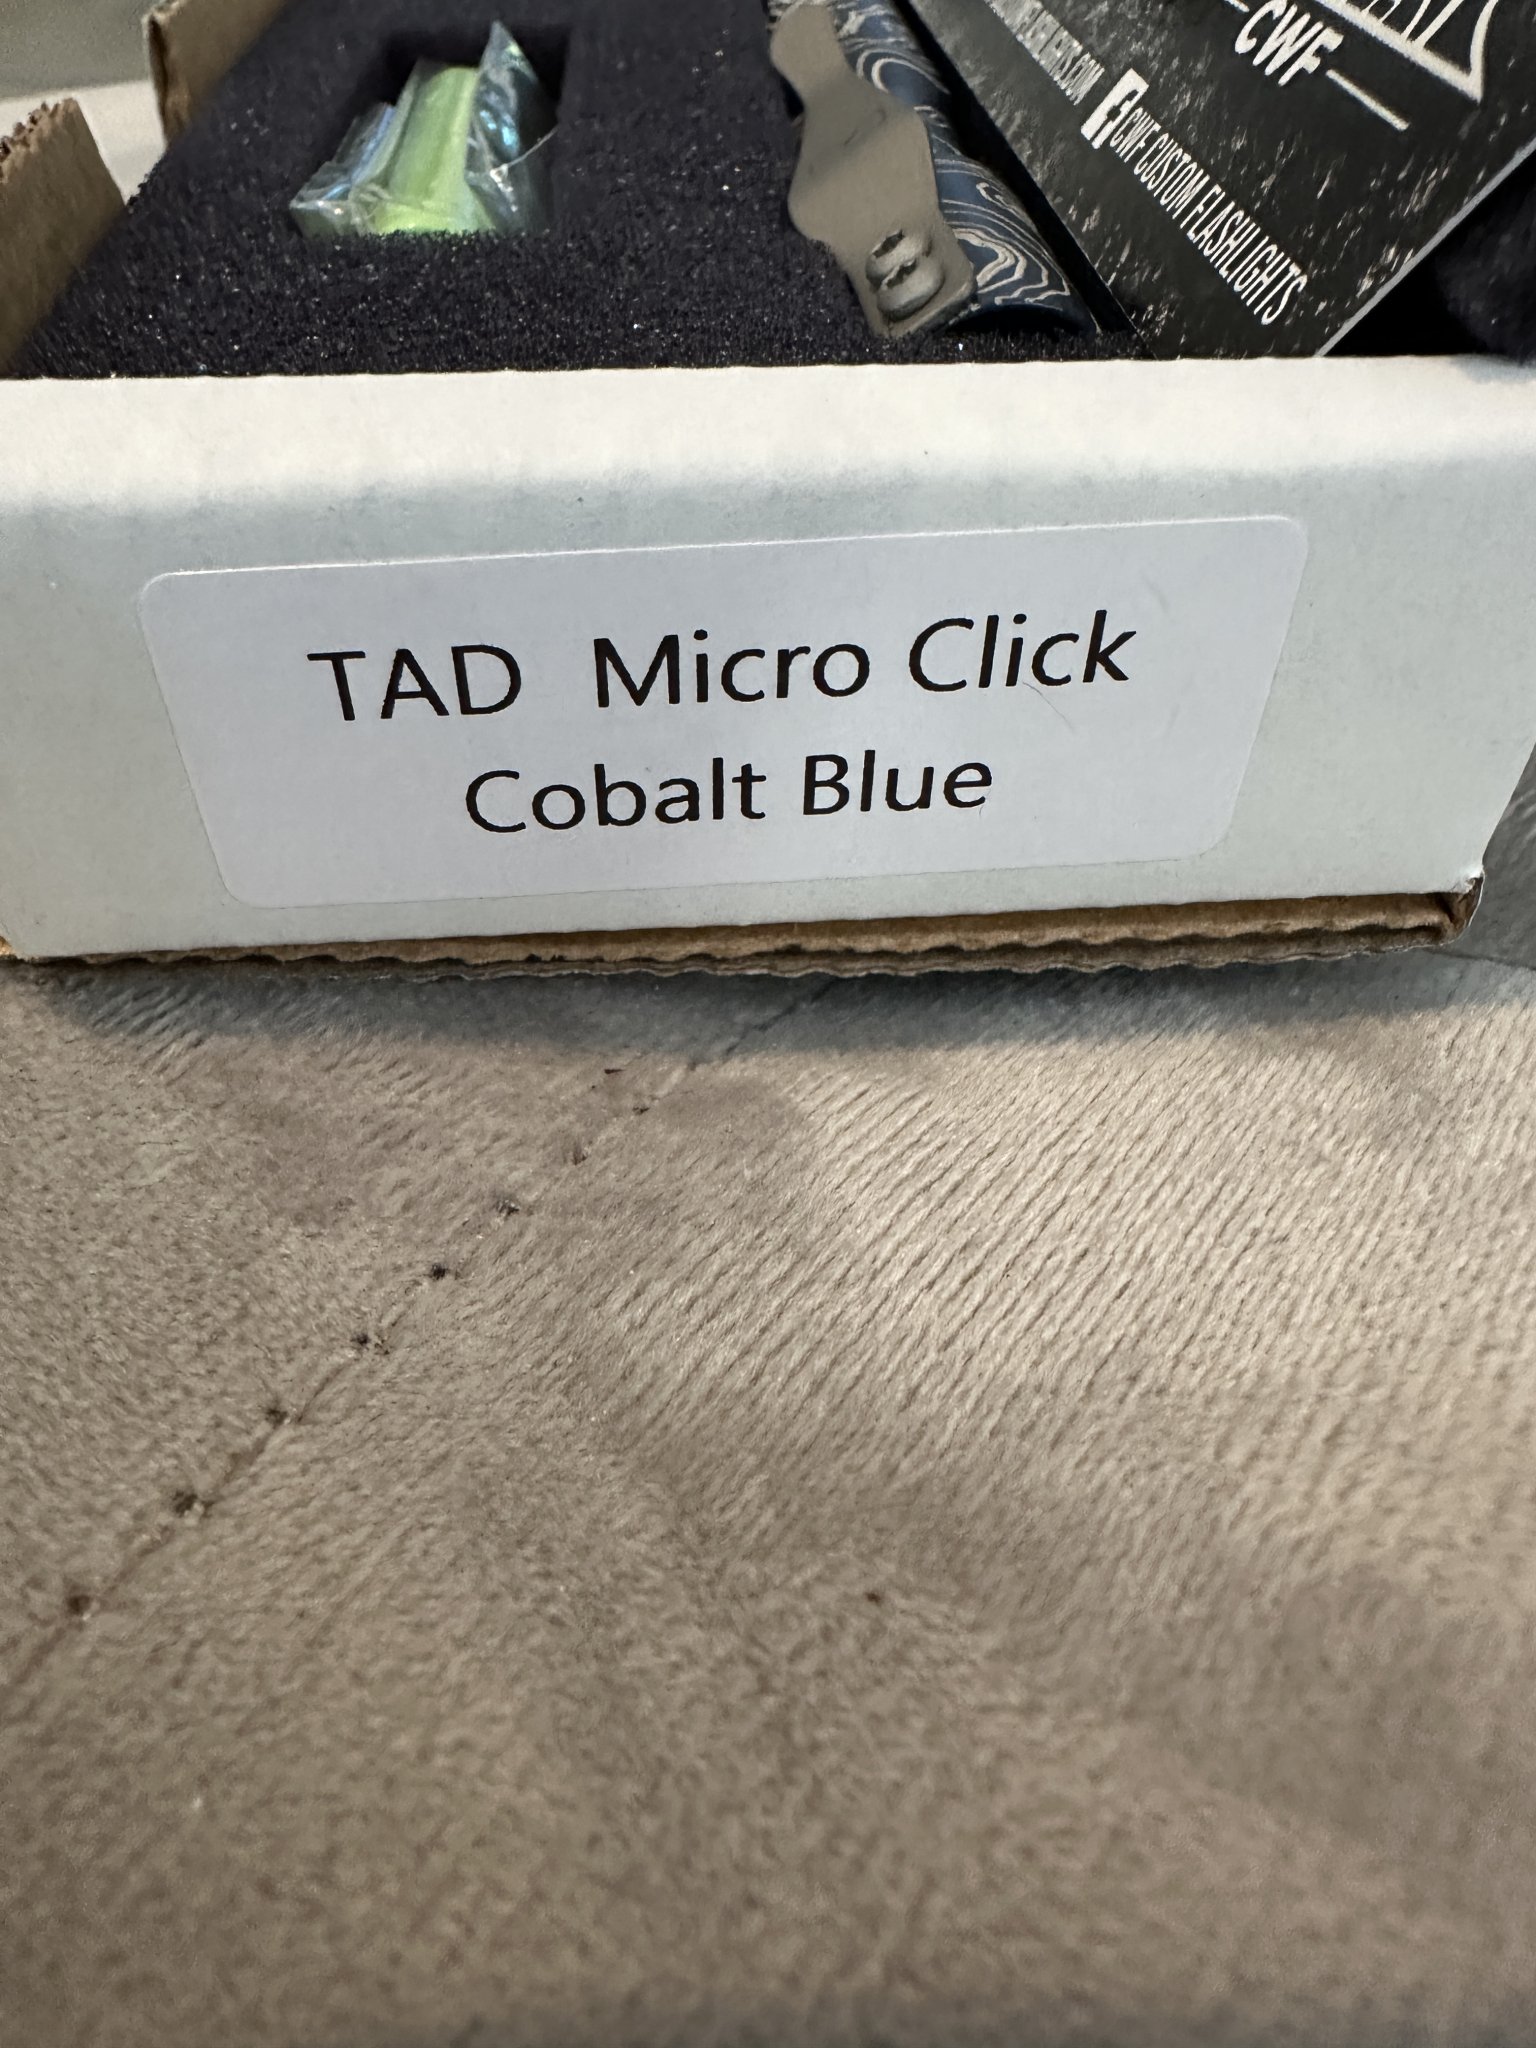 CWF
CWF CUSTOM FLASHLIGHTS
TAD Micro Click
Cobalt Blue